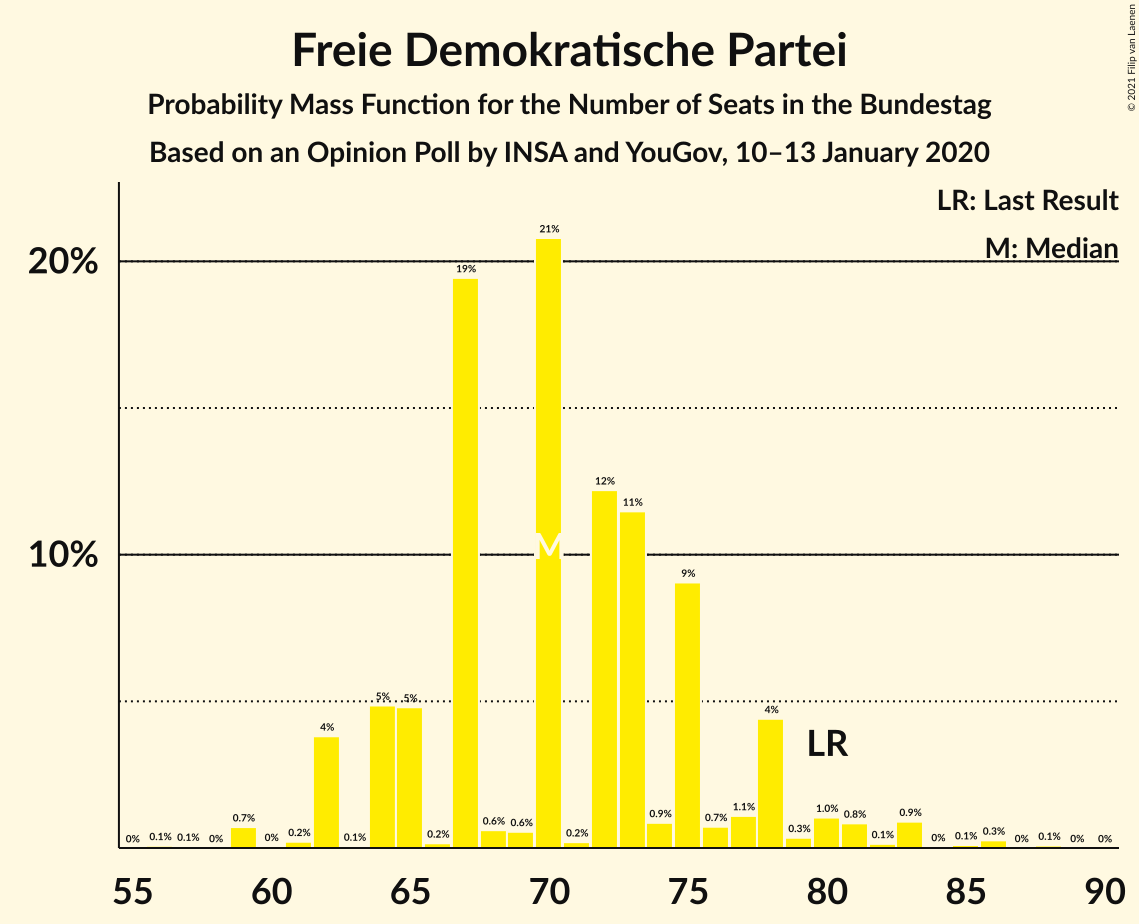 Freie Demokratische Partei
Probability Mass Function for the Number of Seats in the Bundestag
Based on an Opinion Poll by INSA and YouGov, 10–13 January 2020
© 2021 Filip van Laenen
LR: Last Result
M: Median
20%
10%
0% 0.1% 0.1% 0% 0.7% 0% 0.2% 4% 0.1% 5% 5% 0.2% 19% 0.6% 0.6% 21% 0.2% 12% 11% 0.9% 9% 0.7% 1.1% 4% 0.3% 1.0% 0.8% 0.1% 0.9% 0% 0.1% 0.3% 0% 0.1% 0% 0%
M
LR
55 60 65 70 75 80 85 90